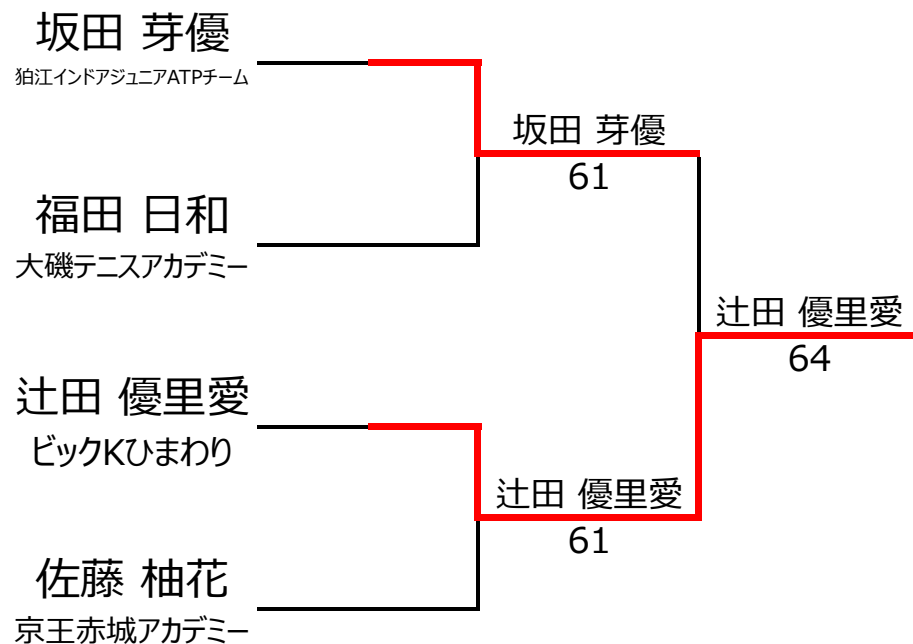 坂田 芽優
狛江インドアジュニアATPチーム
坂田 芽優
61
福田 日和
大磯テニスアカデミー
辻田 優里愛
64
辻田 優里愛
ビックKひまわり
辻田 優里愛
61
佐藤 柚花
京王赤城アカデミー